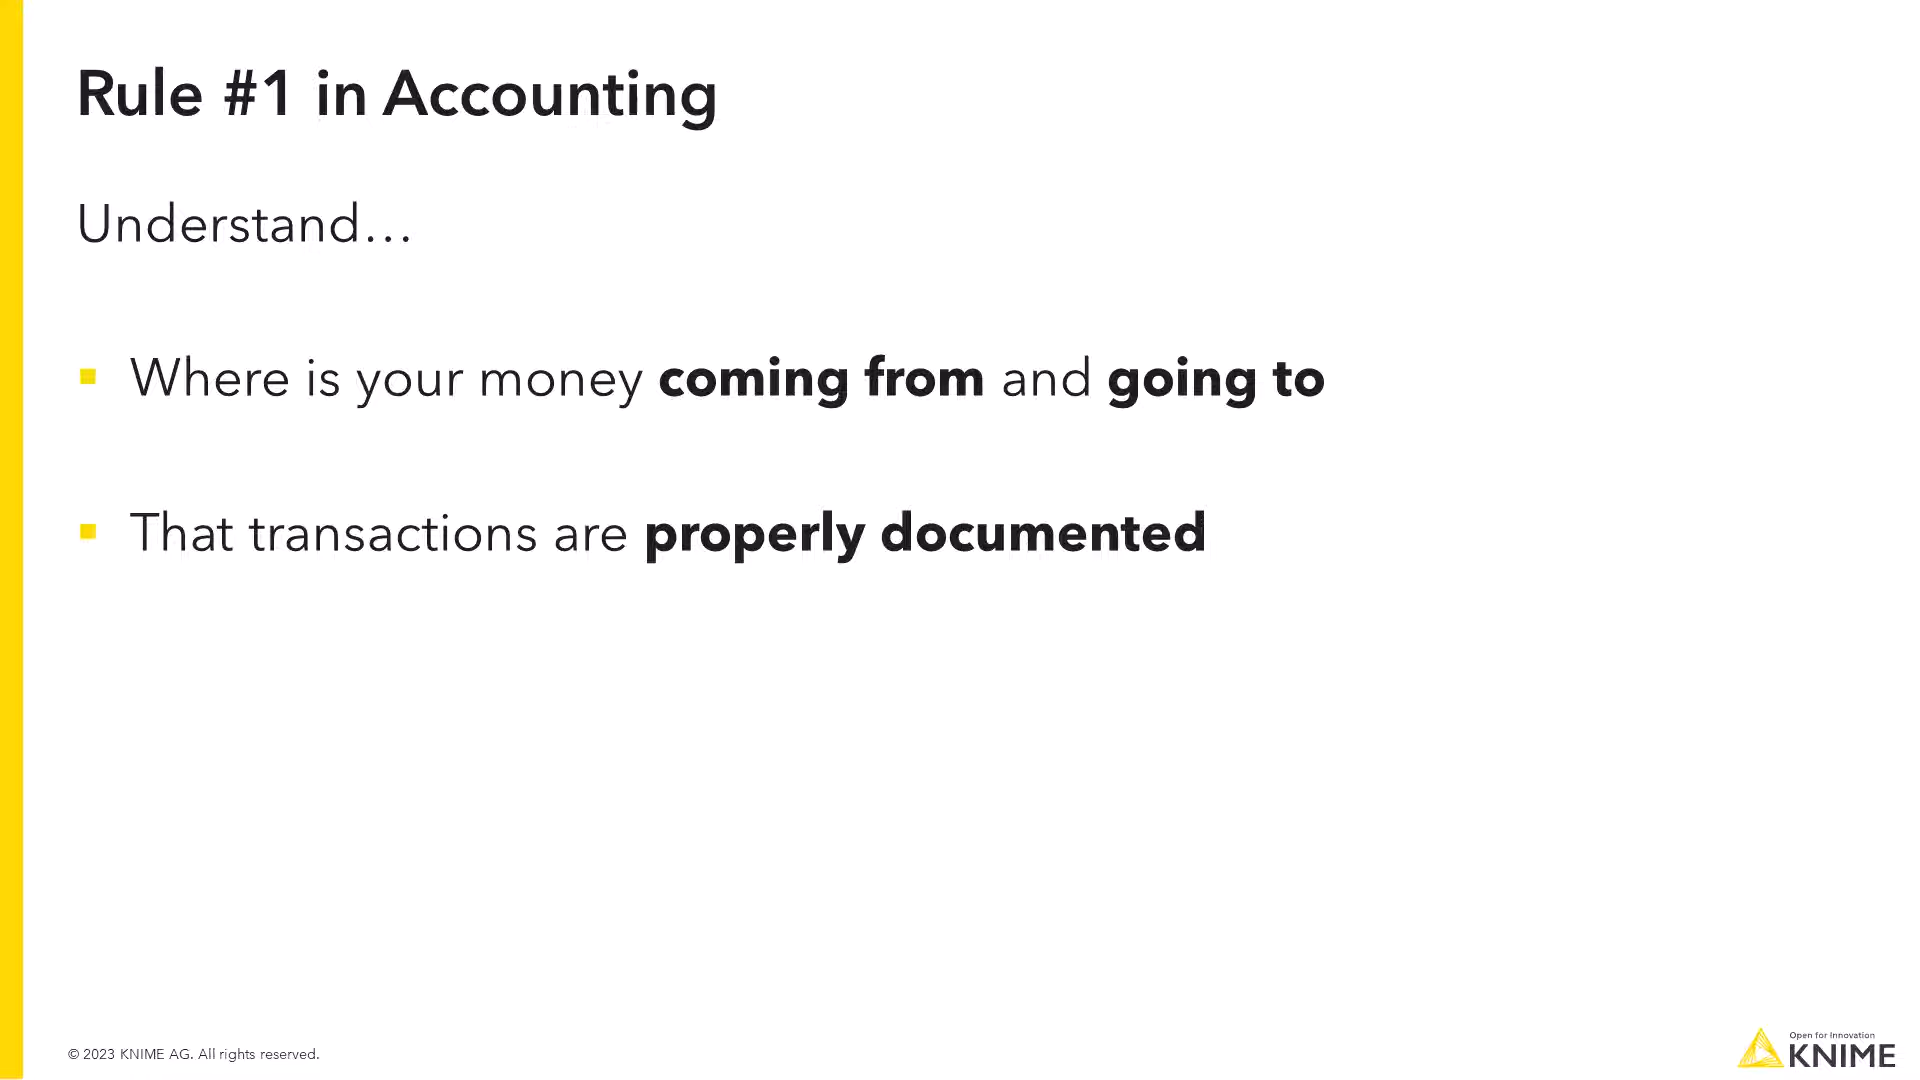 Rule #1 in Accounting
Understand…
Where is your money coming from and going to
That transactions are properly documented
© 2023 KNIME AG. All rights reserved.
Open for Innovation
KNIME